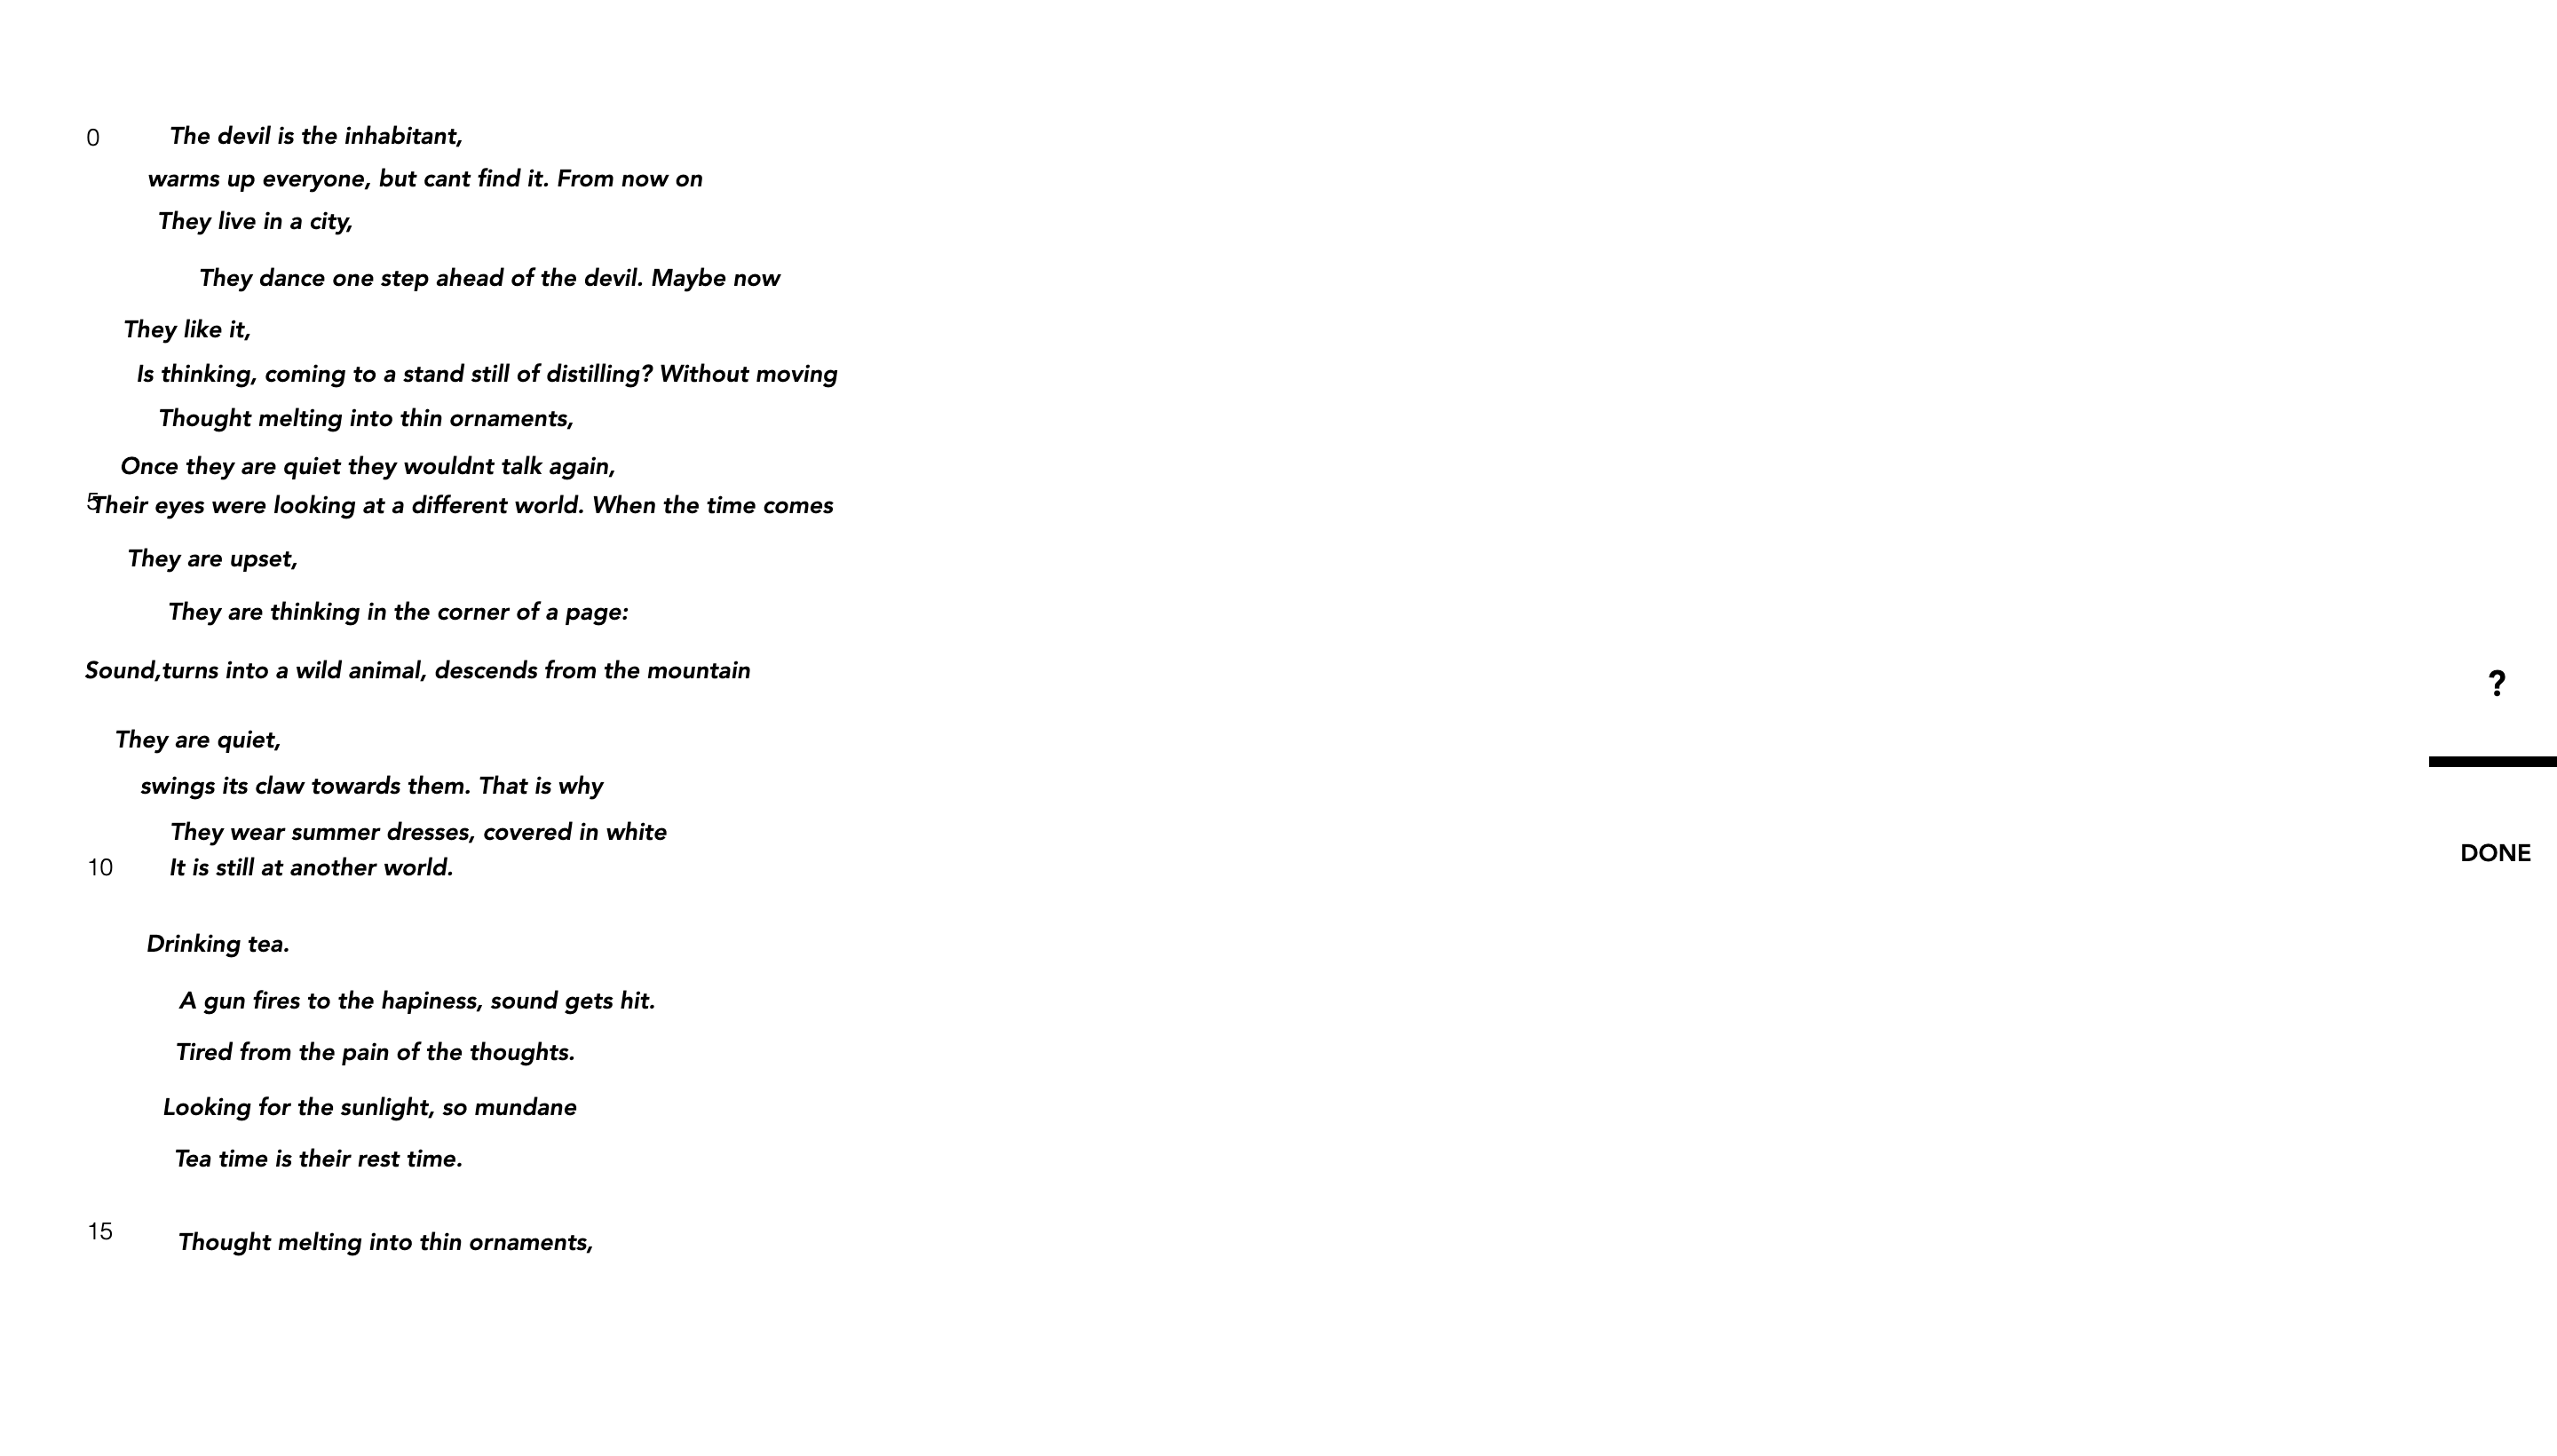 0 The devil is the inhabitant,
warms up everyone, but cant find it. From now on
They live in a city,
They dance one step ahead of the devil. Maybe now
They like it,
Is thinking, coming to a stand still of distilling? Without moving
Thought melting into thin ornaments,
Once they are quiet they wouldnt talk again,
5 Their eyes were looking at a different world. When the time comes
They are upset,
They are thinking in the corner of a page:
Sound,turns into a wild animal, descends from the mountain
They are quiet,
swings its claw towards them. That is why
They wear summer dresses, covered in white
10 It is still at another world.
Drinking tea.
A gun fires to the hapiness, sound gets hit.
Tired from the pain of the thoughts.
Looking for the sunlight, so mundane
Tea time is their rest time.
15 Thought melting into thin ornaments,
?
DONE